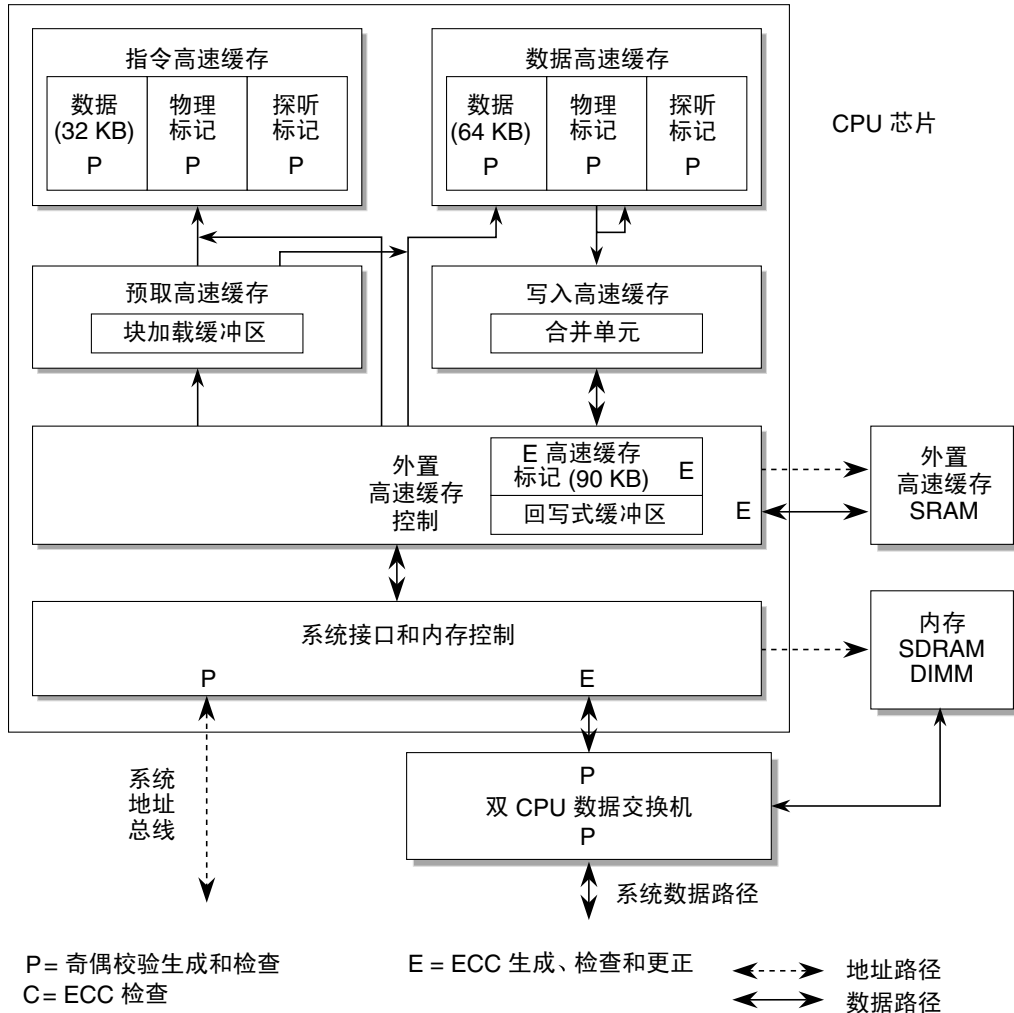 指令高速缓存
数据
(32 KB)
P
物理
标记
P
探听
标记
P
数据高速缓存
数据
(64 KB)
P
物理
标记
P
探听
标记
P
CPU 芯片
预取高速缓存
块加载缓冲区
写入高速缓存
合并单元
外置
高速缓存
控制
E 高速缓存
标记 (90 KB)
E
回写式缓冲区
E
外置
高速缓存
SRAM
系统接口和内存控制
P
E
内存
SDRAM
DIMM
系统
地址
总线
P
双 CPU 数据交换机
P
系统数据路径
P = 奇偶校验生成和检查
C = ECC 检查
E = ECC 生成、检查和更正
地址路径
数据路径